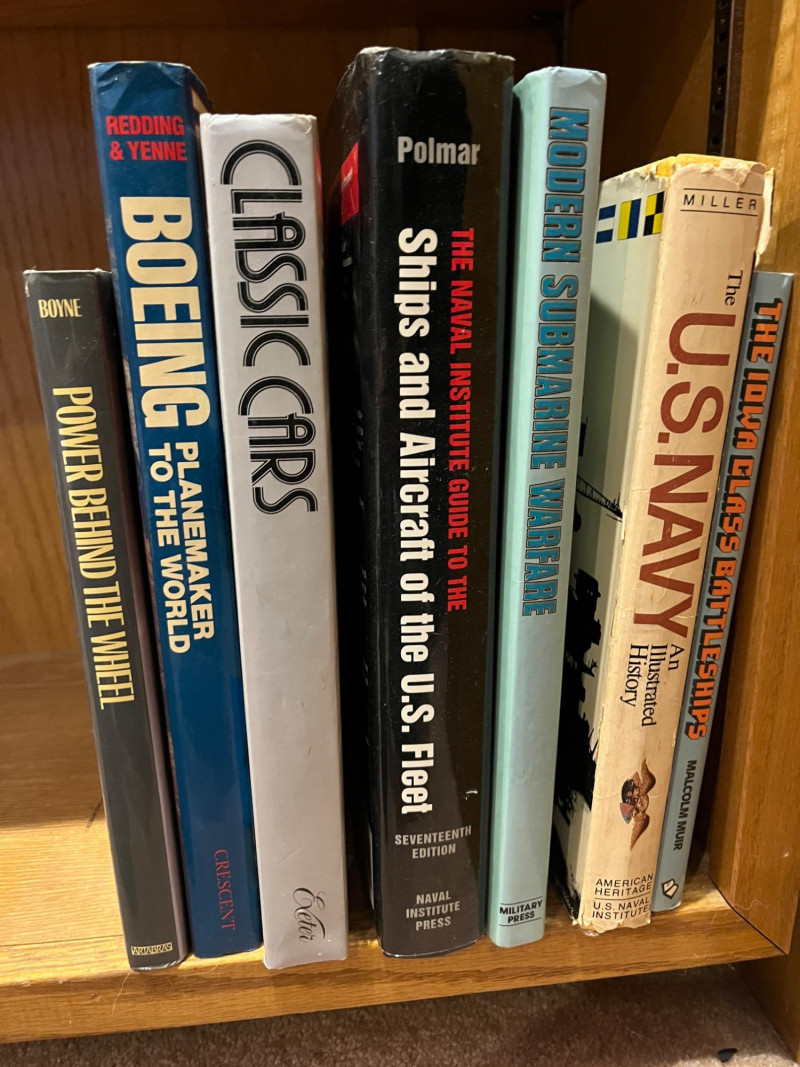 BOYNE
POWER BEHIND THE WHEEL
ARTABRAS
REDDING
& YENNE
BOEING
PLANEMAKER
TO THE WORLD
CRESCENT
CLASSIC CARS
Exeter
Polmar
THE NAVAL INSTITUTE GUIDE TO THE
Ships and Aircraft of the U.S. Fleet
SEVENTEENTH
EDITION
NAVAL
INSTITUTE
PRESS
MODERN SUBMARINE WARFARE
MILITARY
PRESS
MILLER
The
U.S. NAVY
An
Illustrated
History
AMERICAN
HERITAGE
U.S. NAVAL
INSTITUTE
THE IOWA CLASS BATTLESHIPS
MALCOLM MUIR